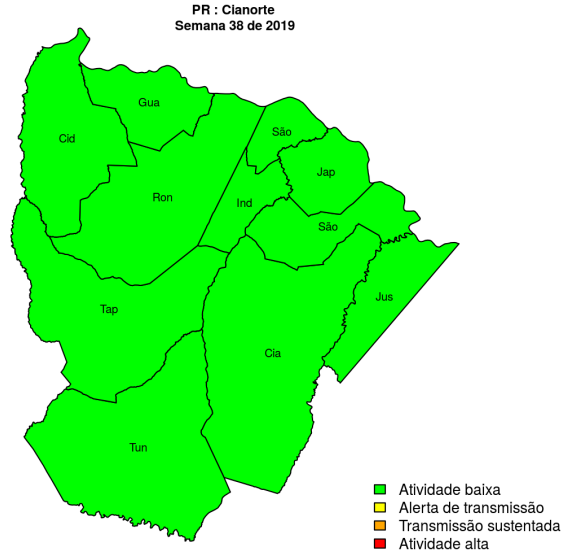 PR : Cianorte
Semana 38 de 2019
Gua
São
Cid
Jap
Ron
Ind
São
Jus
Tap
Cia
Tun
Atividade baixa
Alerta de transmissão
Transmissão sustentada
Atividade alta